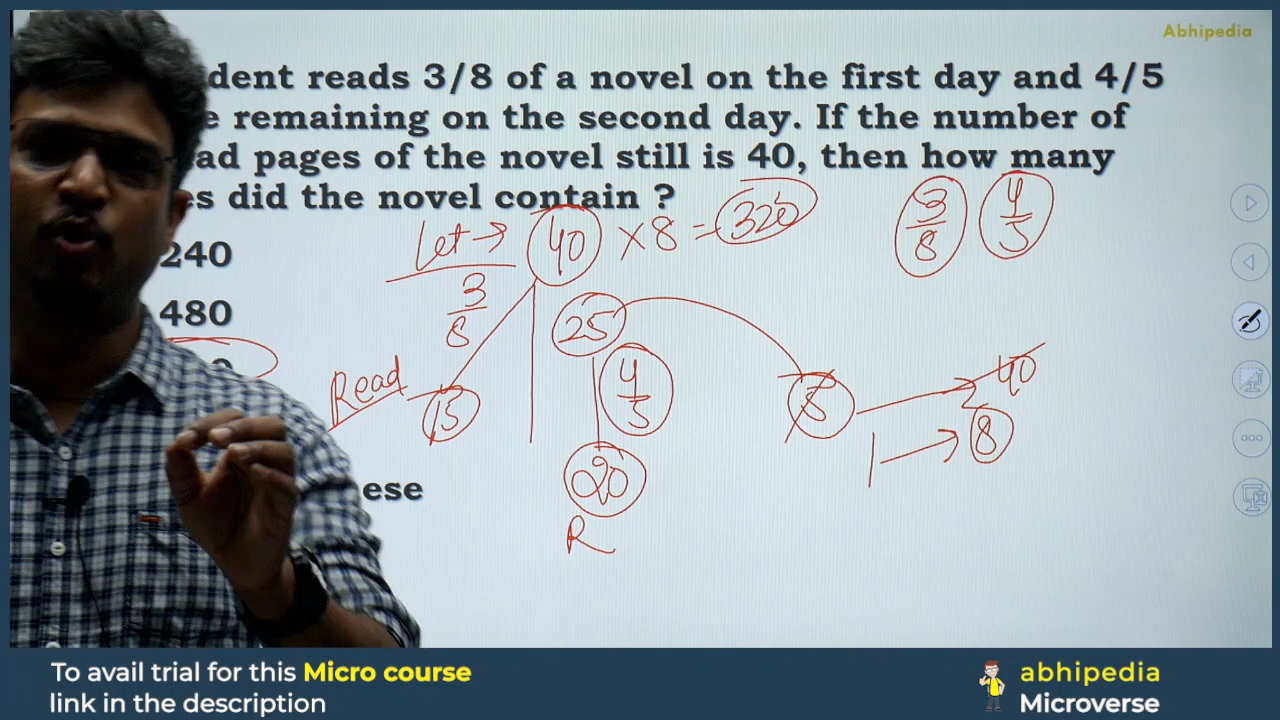 Abhipedia
dent reads 3/8 of a novel on the first day and 4/5
e remaining on the second day. If the number of
ad pages of the novel still is 40, then how many
es did the novel contain ?
Let → 40 × 8 = 320
3/8 4/5
240
3/8
25
480
Read
15
4/5
5
40
1 → 8
20
R
ese
To avail trial for this Micro course
link in the description
abhipedia
Microverse